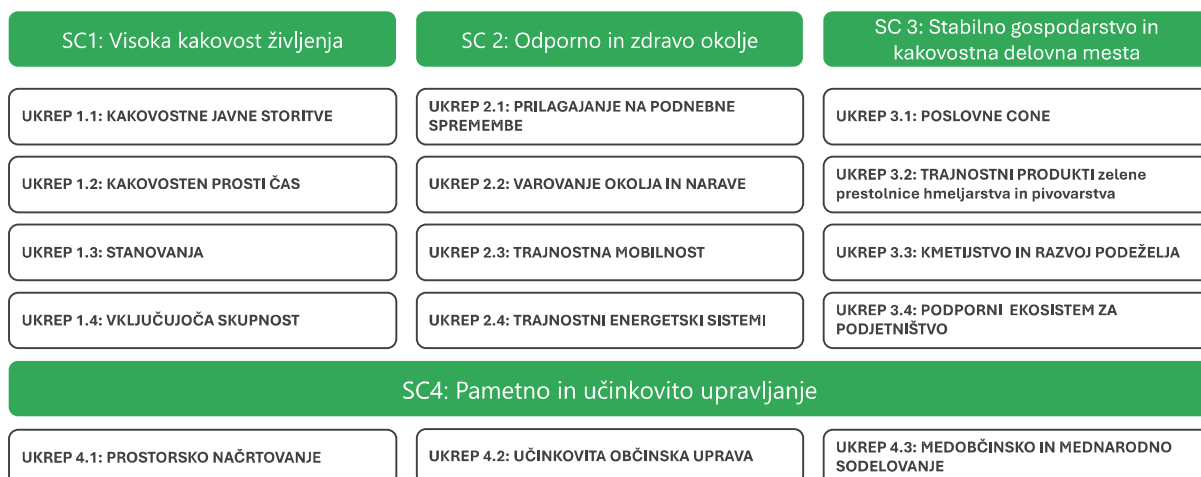 SC1: Visoka kakovost življenja
UKREP 1.1: KAKOVOSTNE JAVNE STORITVE
UKREP 1.2: KAKOVOSTEN PROSTI ČAS
UKREP 1.3: STANOVANJA
UKREP 1.4: VKLJUČUJOČA SKUPNOST
SC 2: Odporno in zdravo okolje
UKREP 2.1: PRILAGAJANJE NA PODNEBNE
SPREMEMBE
UKREP 2.2: VAROVANJE OKOLJA IN NARAVE
UKREP 2.3: TRAJNOSTNA MOBILNOST
UKREP 2.4: TRAJNOSTNI ENERGETSKI SISTEMI
SC 3: Stabilno gospodarstvo in
kakovostna delovna mesta
UKREP 3.1: POSLOVNE CONE
UKREP 3.2: TRAJNOSTNI PRODUKTI zelene
prestolnice hmeljarstva in pivovarstva
UKREP 3.3: KMETIJSTVO IN RAZVOJ PODEŽELJA
UKREP 3.4: PODPORNI EKOSISTEM ZA
PODJETNIŠTVO
SC4: Pametno in učinkovito upravljanje
UKREP 4.1: PROSTORSKO NAČRTOVANJE
UKREP 4.2: UČINKOVITA OBČINSKA UPRAVA
UKREP 4.3: MEDOBČINSKO IN MEDNARODNO
SODELOVANJE